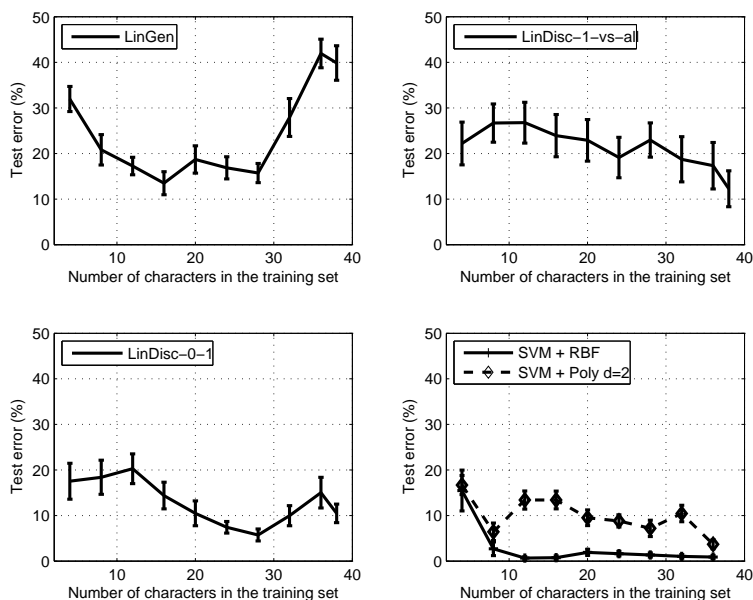 50
40
30
20
10
0
Test error (%)
LinGen
10 20 30 40
Number of characters in the training set
50
40
30
20
10
0
Test error (%)
LinDisc−1−vs−all
10 20 30 40
Number of characters in the training set
50
40
30
20
10
0
Test error (%)
LinDisc−0−1
10 20 30 40
Number of characters in the training set
50
40
30
20
10
0
Test error (%)
SVM + RBF
SVM + Poly d=2
10 20 30 40
Number of characters in the training set